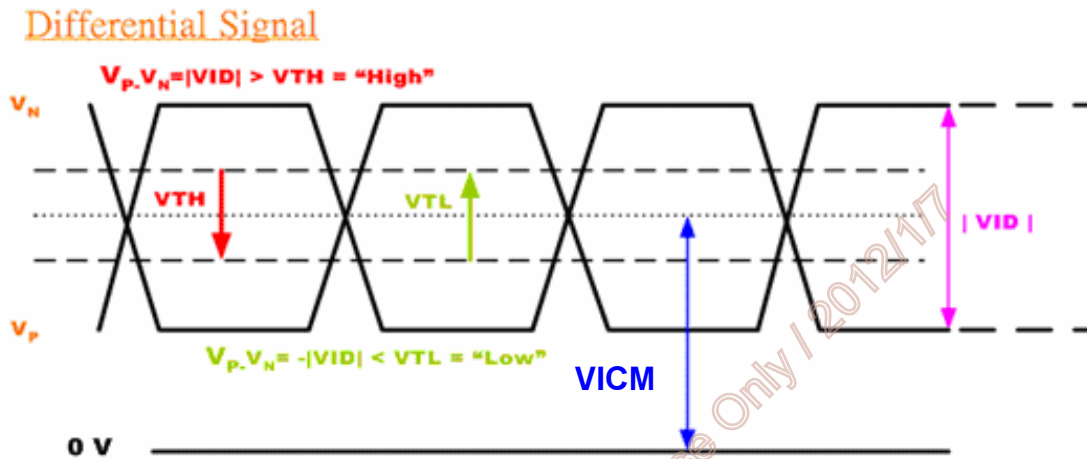 Differential Signal
VP-VN=|VID| > VTH = “High”
VN
VTH
VTL
| VID |
VP
VP-VN= -|VID| < VTL = “Low”
VICM
0 V
Only / 2012/1/7